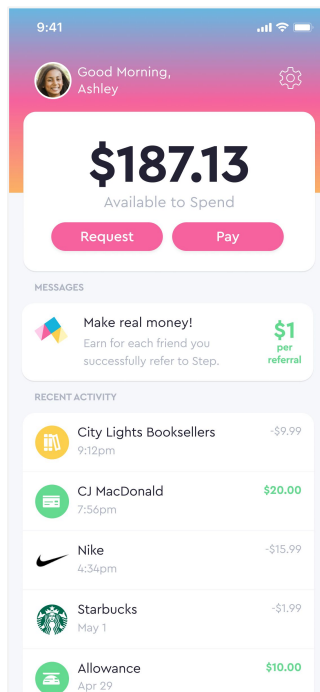 9:41
Good Morning,
Ashley
$187.13
Available to Spend
Request
Pay
MESSAGES
Make real money!
Earn for each friend you
successfully refer to Step.
$1
per
referral
RECENT ACTIVITY
City Lights Booksellers
-$9.99
9:12pm
CJ MacDonald
$20.00
7:56pm
Nike
-$15.99
4:34pm
Starbucks
-$1.99
May 1
Allowance
$10.00
Apr 29